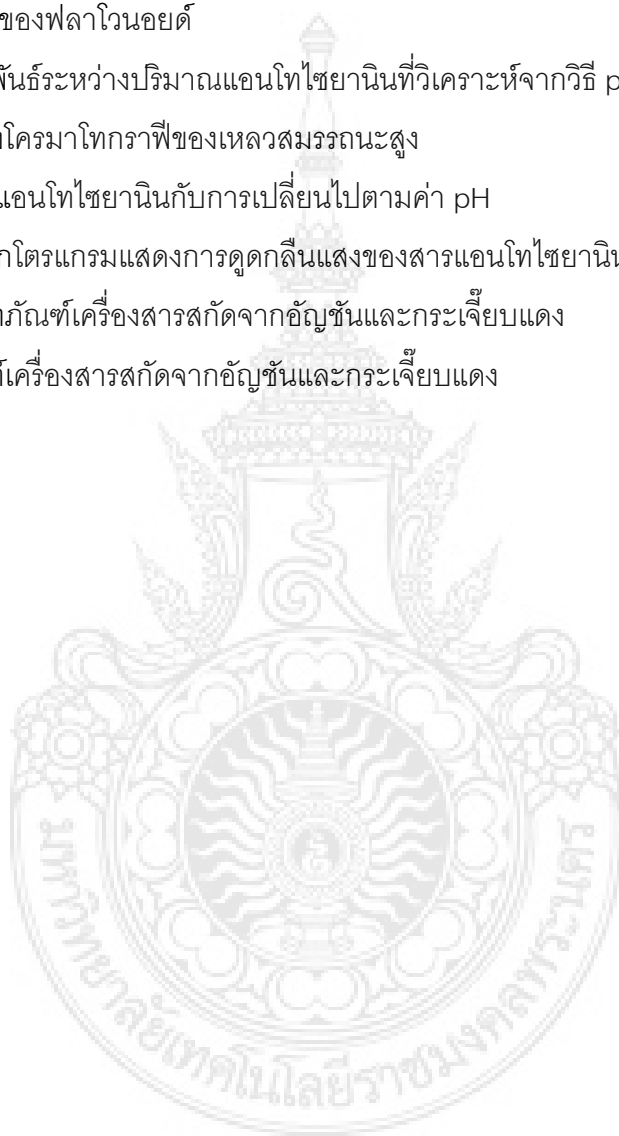 ของฟลาโวนอยด์
พันธ์ระหว่างปริมาณแอนโทไซยานินที่วิเคราะห์จากวิธี p
โครมาโทกราฟีของเหลวสมรรถนะสูง
แอนโทไซยานินกับการเปลี่ยนไปตามค่า pH
กโตรแกรมแสดงการดูดกลืนแสงของสารแอนโทไซยานิน
ภัณฑ์เครื่องสารสกัดจากอัญชันและกระเจี๊ยบแดง
์เครื่องสารสกัดจากอัญชันและกระเจี๊ยบแดง
มหาวิทยาลัยเทคโนโลยีราชมงคลพระนคร